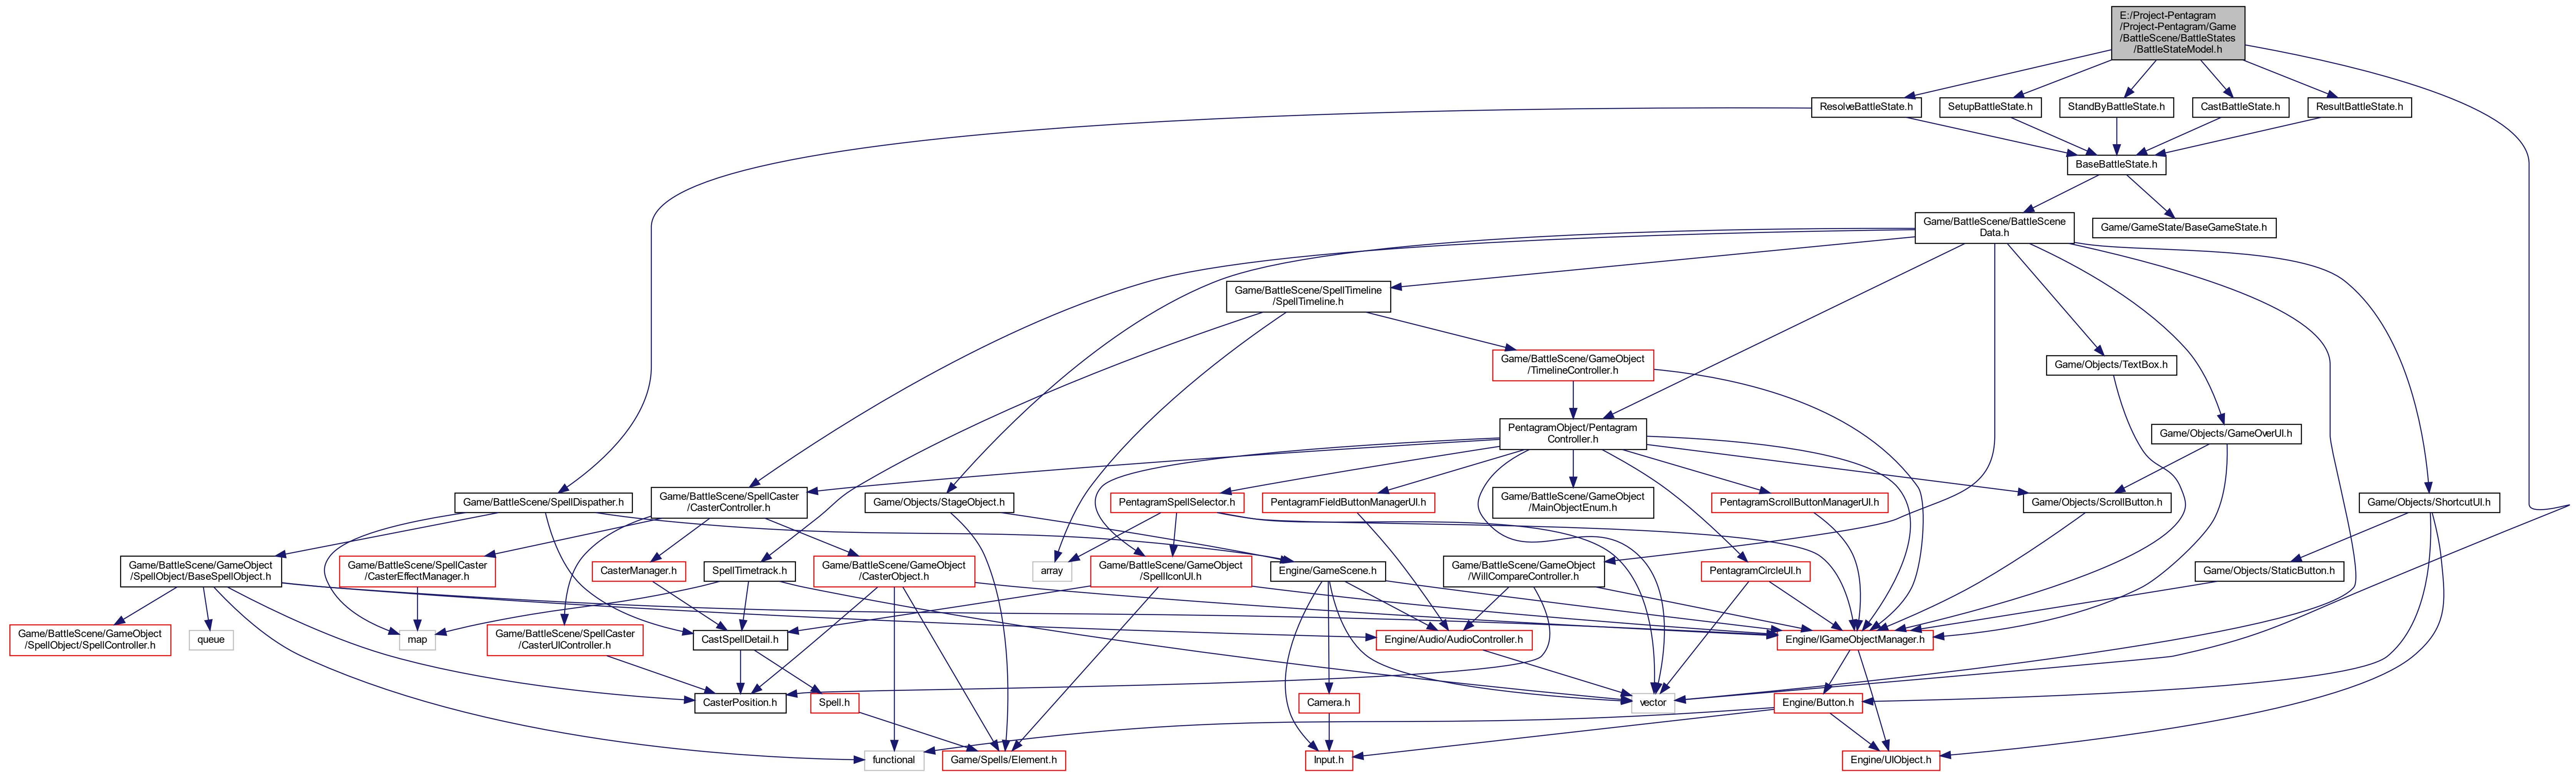 E:/Project-Pentagram
/Project-Pentagram/Game
/BattleScene/BattleStates
/BattleStateModel.h
ResolveBattleState.h
SetupBattleState.h
StandByBattleState.h
CastBattleState.h
ResultBattleState.h
BaseBattleState.h
Game/BattleScene/BattleScene
Data.h
Game/GameState/BaseGameState.h
Game/BattleScene/SpellTimeline
/SpellTimeline.h
Game/BattleScene/GameObject
/TimelineController.h
Game/Objects/TextBox.h
PentagramObject/Pentagram
Controller.h
Game/Objects/GameOverUI.h
Game/BattleScene/SpellDispather.h
Game/BattleScene/SpellCaster
/CasterController.h
Game/Objects/StageObject.h
PentagramSpellSelector.h
PentagramFieldButtonManagerUI.h
Game/BattleScene/GameObject
/MainObjectEnum.h
PentagramScrollButtonManagerUI.h
Game/Objects/ScrollButton.h
Game/Objects/ShortcutUI.h
Game/BattleScene/GameObject
/SpellObject/BaseSpellObject.h
Game/BattleScene/SpellCaster
/CasterEffectManager.h
CasterManager.h
SpellTimetrack.h
Game/BattleScene/GameObject
/CasterObject.h
array
Game/BattleScene/GameObject
/SpellIconUI.h
Engine/GameScene.h
Game/BattleScene/GameObject
/WillCompareController.h
PentagramCircleUI.h
Game/Objects/StaticButton.h
Game/BattleScene/GameObject
/SpellObject/SpellController.h
queue
map
Game/BattleScene/SpellCaster
/CasterUIController.h
CastSpellDetail.h
Engine/Audio/AudioController.h
Engine/IGameObjectManager.h
CasterPosition.h
Spell.h
Camera.h
vector
Engine/Button.h
functional
Game/Spells/Element.h
Input.h
Engine/UIObject.h